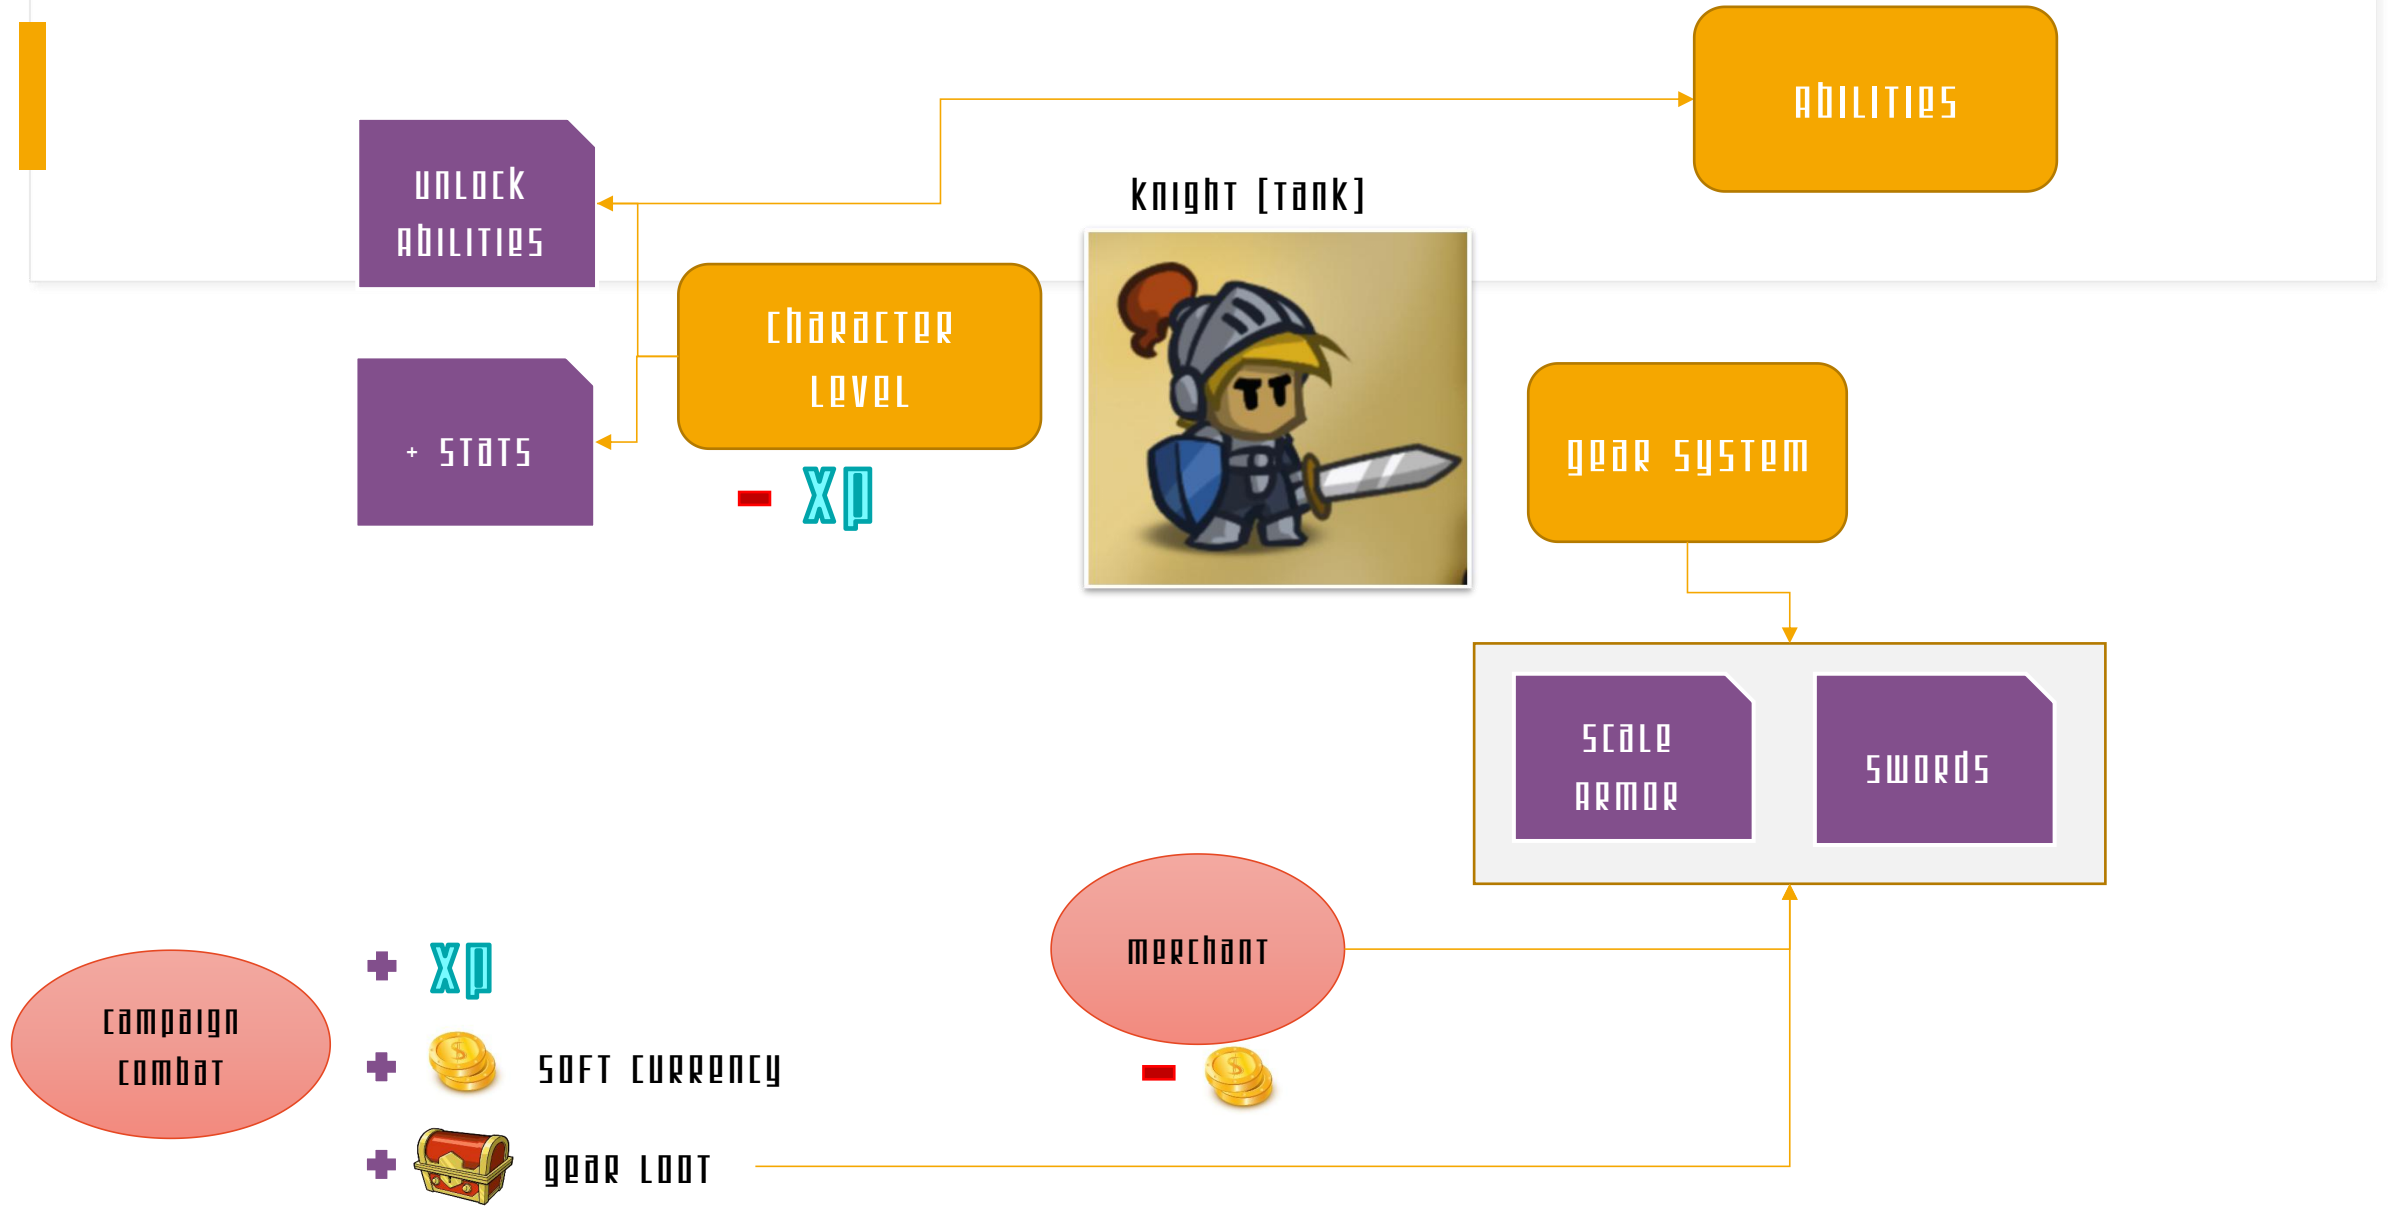 ABILITIES
UNLOCK
ABILITIES
KNIGHT [TANK]
CHARACTER
LEVEL
+ STATS
GEAR SYSTEM
- XP
SCALE
ARMOR
SWORDS
MERCHANT
+ XP
CAMPAIGN
COMBAT
+ SOFT CURRENCY
-
+ GEAR LOOT